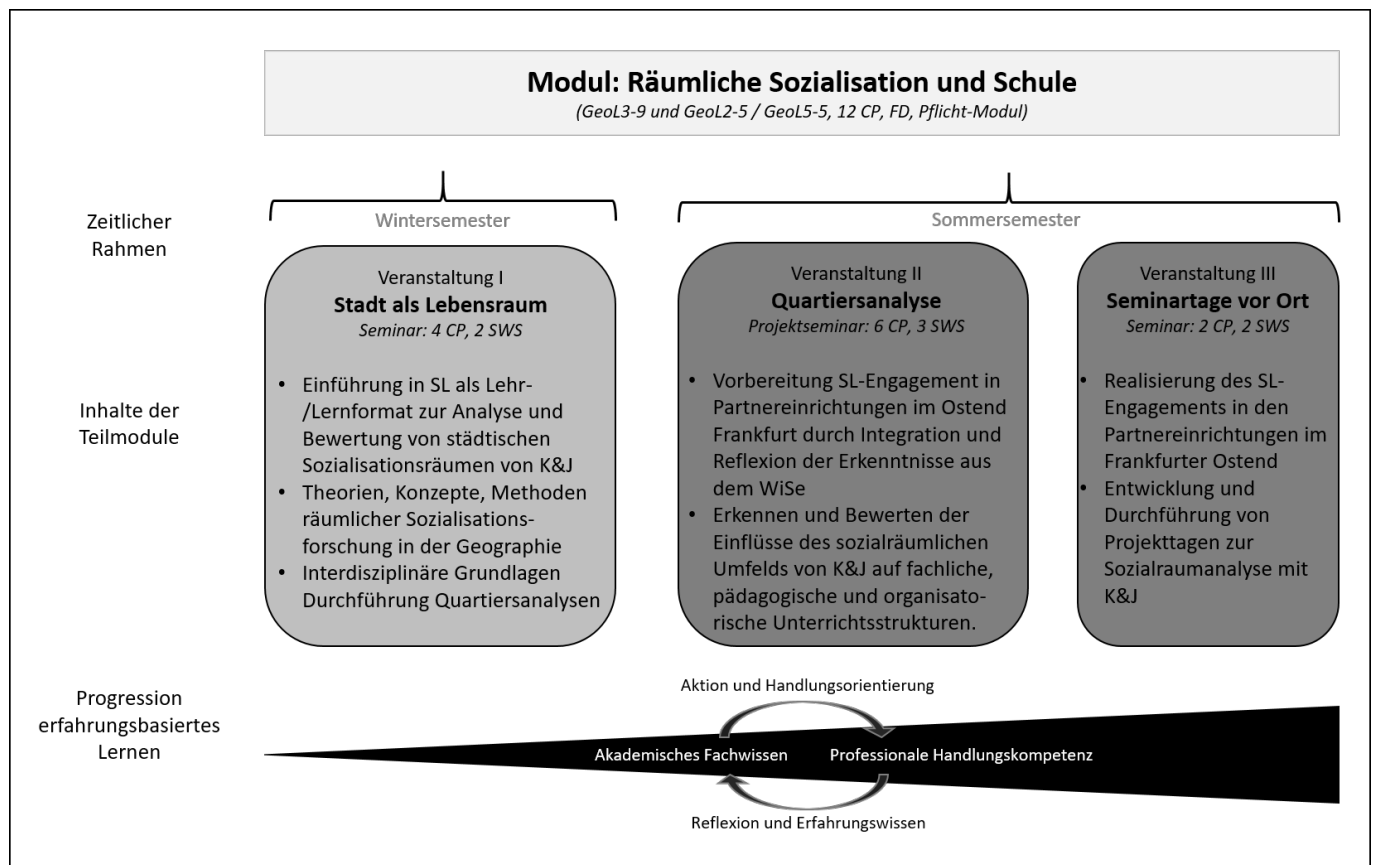 Modul: Räumliche Sozialisation und Schule
(GeoL3-9 und GeoL2-5 / GeoL5-5, 12 CP, FD, Pflicht-Modul)
Zeitlicher
Rahmen
Wintersemester
Sommersemester
Inhalte der
Teilmodule
Veranstaltung I
Stadt als Lebensraum
Seminar: 4 CP, 2 SWS
• Einführung in SL als Lehr-
/Lernformat zur Analyse und
Bewertung von städtischen
Sozialisationsräumen von K&J
• Theorien, Konzepte, Methoden
räumlicher Sozialisations-
forschung in der Geographie
• Interdisziplinäre Grundlagen
Durchführung Quartiersanalysen
Veranstaltung II
Quartiersanalyse
Projektseminar: 6 CP, 3 SWS
• Vorbereitung SL-Engagement in
Partnereinrichtungen im Ostend
Frankfurt durch Integration und
Reflexion der Erkenntnisse aus
dem WiSe
• Erkennen und Bewerten der
Einflüsse des sozialräumlichen
Umfelds von K&J auf fachliche,
pädagogische und organisato-
rische Unterrichtsstrukturen.
Veranstaltung III
Seminartage vor Ort
Seminar: 2 CP, 2 SWS
• Realisierung des SL-
Engagements in den
Partnereinrichtungen im
Frankfurter Ostend
• Entwicklung und
Durchführung von
Projekttagen zur
Sozialraumanalyse mit
K&J
Progression
erfahrungsbasiertes
Lernen
Aktion und Handlungsorientierung
Akademisches Fachwissen
Professionale Handlungskompetenz
Reflexion und Erfahrungswissen